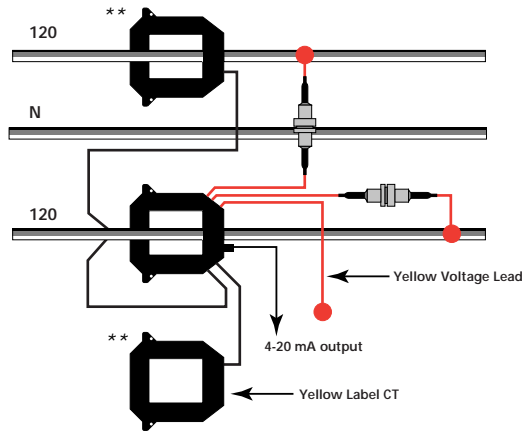 **
120
N
120
Yellow Voltage Lead
**
4-20 mA output
Yellow Label CT